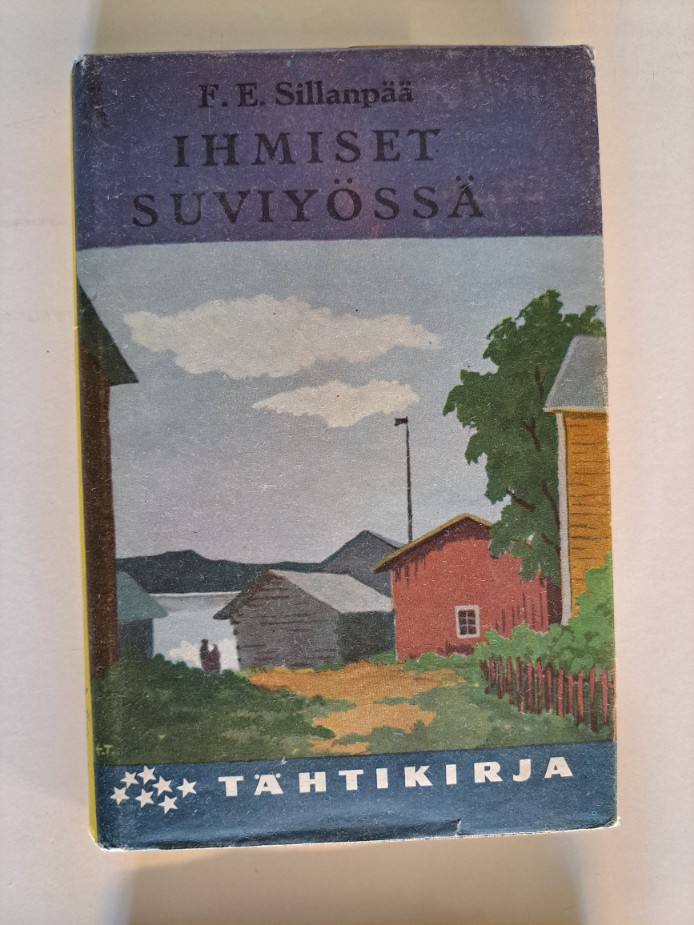 F. E. Sillanpää
IHMISET
SUVIYÖSSÄ
TÄHTIKIRJA